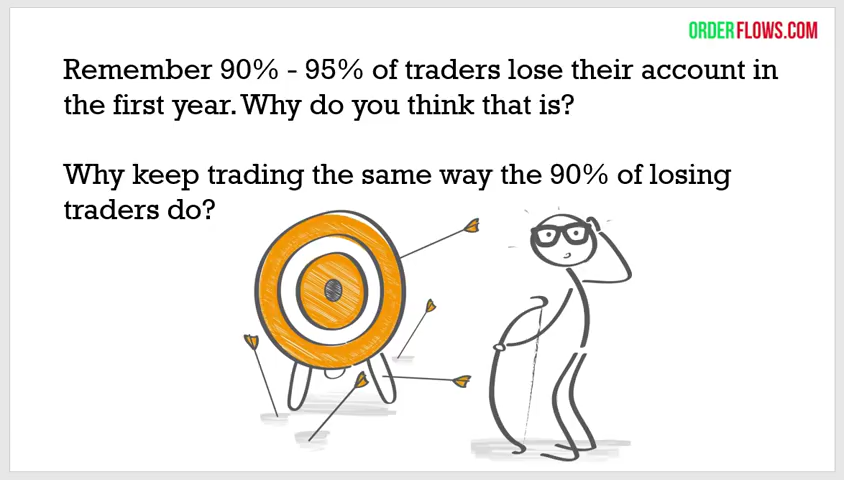 ORDERFLOWS.COM
Remember 90% - 95% of traders lose their account in
the first year. Why do you think that is?
Why keep trading the same way the 90% of losing
traders do?